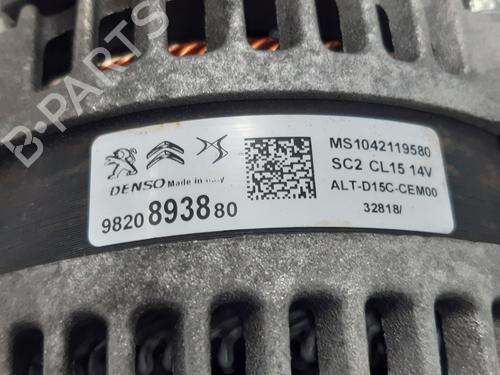 B-PARTS
DENSO Made in Italy
9820893880
MS1042119580
SC2 CL15 14V
ALT-D15C-CEM00
32818/